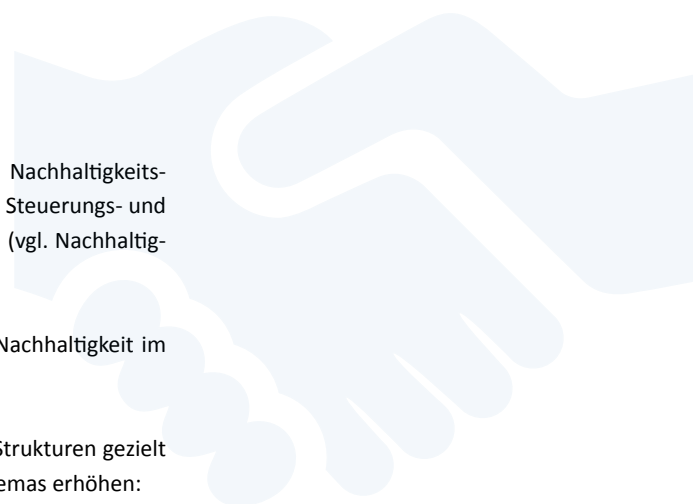 Nachhaltigkeits-
Steuerungs- und
(vgl. Nachhaltig-
Nachhaltigkeit im
Strukturen gezielt
emas erhöhen: